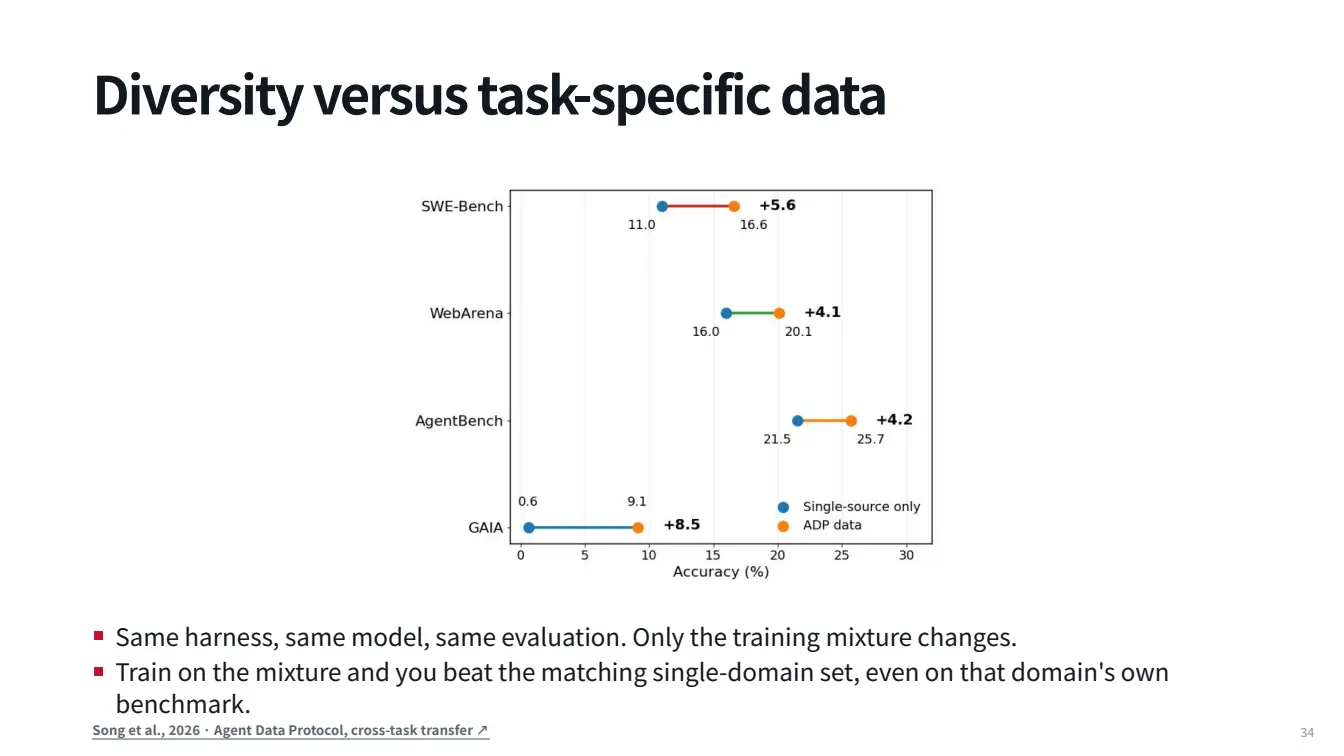 Diversity versus task-specific data
SWE-Bench
+5.6
11.0
16.6
WebArena
+4.1
16.0
20.1
AgentBench
+4.2
21.5
25.7
0.6
9.1
Single-source only
ADP data
GAIA
+8.5
0 5 10 15 20 25 30
Accuracy (%)
Same harness, same model, same evaluation. Only the training mixture changes.
Train on the mixture and you beat the matching single-domain set, even on that domain's own
benchmark.
Song et al., 2026 · Agent Data Protocol, cross-task transfer ↗
34